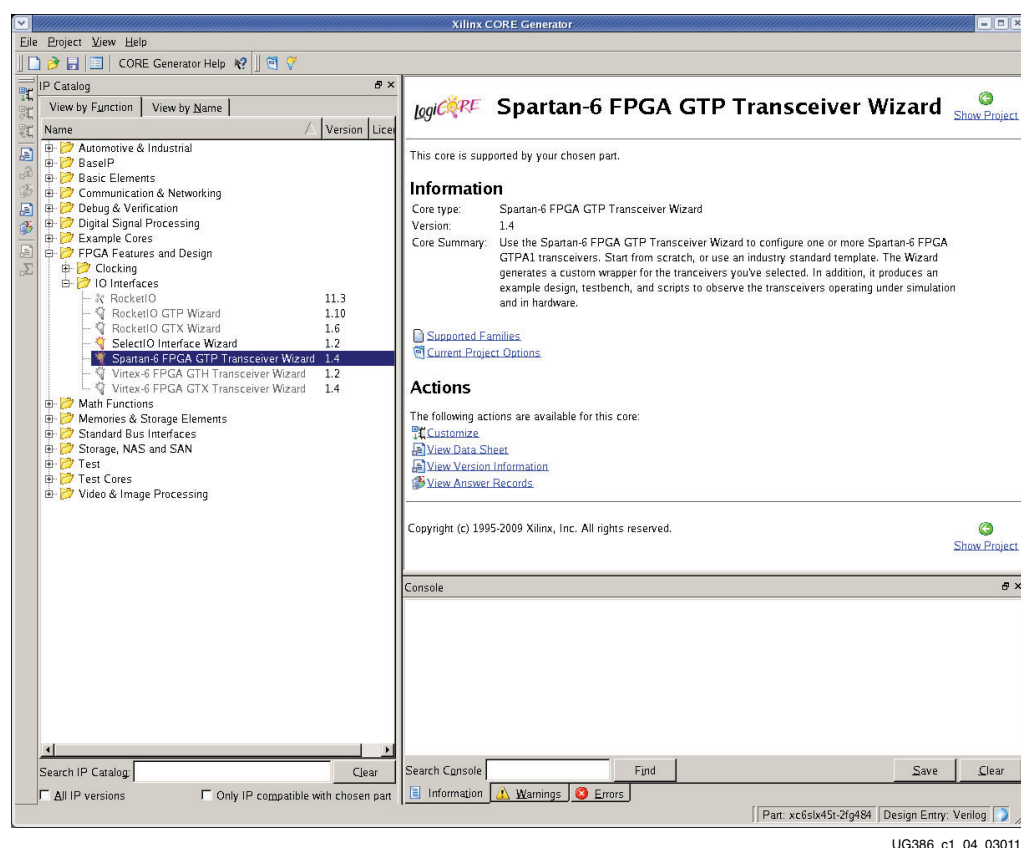 Xilinx CORE Generator
File Project View Help
CORE Generator Help
IP Catalog
View by Function View by Name
Name Version Licen
Automotive & Industrial
BaseIP
Basic Elements
Communication & Networking
Debug & Verification
Digital Signal Processing
Example Cores
FPGA Features and Design
Clocking
IO Interfaces
RocketIO 11.3
RocketIO GTP Wizard 1.10
RocketIO GTX Wizard 1.6
SelectIO Interface Wizard 1.2
Spartan-6 FPGA GTP Transceiver Wizard 1.4
Virtex-6 FPGA GTH Transceiver Wizard 1.2
Virtex-6 FPGA GTX Transceiver Wizard 1.4
Math Functions
Memories & Storage Elements
Standard Bus Interfaces
Storage, NAS and SAN
Test
Test Cores
Video & Image Processing
Search IP Catalog: Clear
All IP versions Only IP compatible with chosen part
logiCORE Spartan-6 FPGA GTP Transceiver Wizard Show Project
This core is supported by your chosen part.
Information
Core type: Spartan-6 FPGA GTP Transceiver Wizard
Version: 1.4
Core Summary: Use the Spartan-6 FPGA GTP Transceiver Wizard to configure one or more Spartan-6 FPGA
GTPA1 transceivers. Start from scratch, or use an industry standard template. The Wizard
generates a custom wrapper for the tranceivers you've selected. In addition, it produces an
example design, testbench, and scripts to observe the transceivers operating under simulation
and in hardware.
Supported Families
Current Project Options
Actions
The following actions are available for this core:
Customize
View Data Sheet
View Version Information
View Answer Records
Copyright (c) 1995-2009 Xilinx, Inc. All rights reserved.
Show Project
Console
Search Console Find Save Clear
Information Warnings Errors
Part: xc6slx45t-2fg484 Design Entry: Verilog
UG386_c1_04_03011